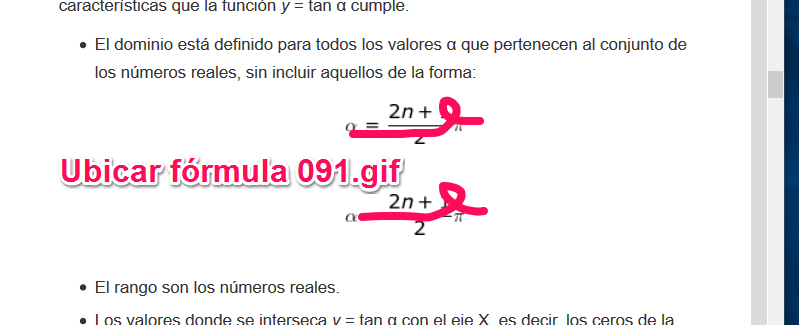 características que la función y = tan α cumple.
• El dominio está definido para todos los valores α que pertenecen al conjunto de
los números reales, sin incluir aquellos de la forma:
α = 2n + / 2 π
Ubicar fórmula 091.gif
α 2n + / 2 π
• El rango son los números reales.
• Los valores donde se interseca y = tan α con el eje X, es decir, los ceros de la